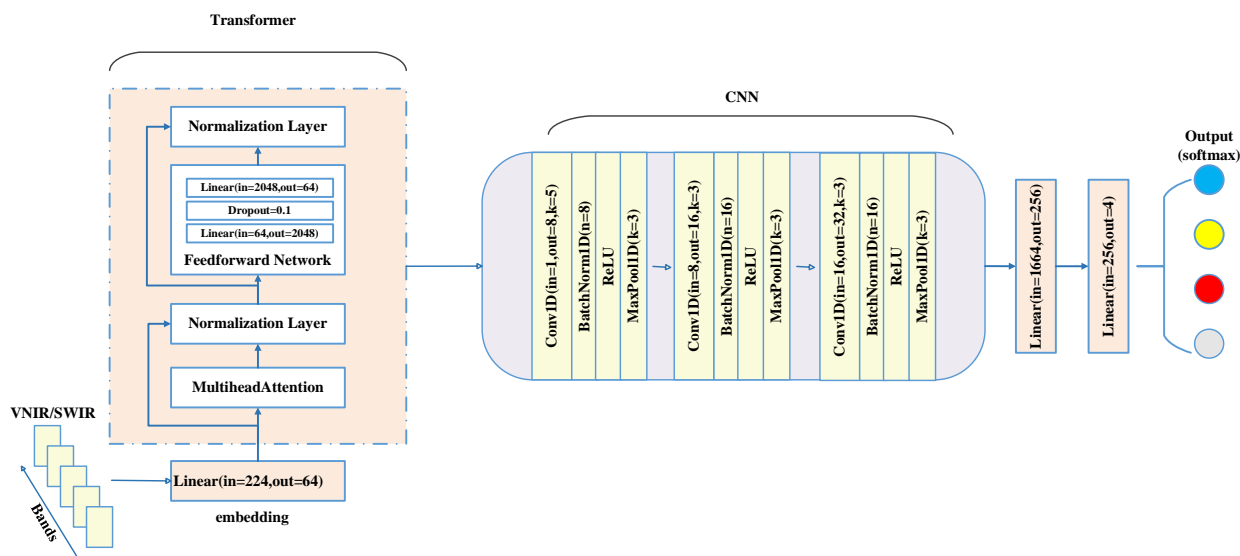 Transformer
Normalization Layer
Linear(in=2048,out=64)
Dropout=0.1
Linear(in=64,out=2048)
Feedforward Network
Normalization Layer
MultiheadAttention
VNIR/SWIR
Bands
Linear(in=224,out=64)
embedding
CNN
Conv1D(in=1,out=8,k=5)
BatchNorm1D(n=8)
ReLU
MaxPool1D(k=3)
Conv1D(in=8,out=16,k=3)
BatchNorm1D(n=16)
ReLU
MaxPool1D(k=3)
Conv1D(in=16,out=32,k=3)
BatchNorm1D(n=16)
ReLU
MaxPool1D(k=3)
Linear(in=1664,out=256)
Linear(in=256,out=4)
Output
(softmax)